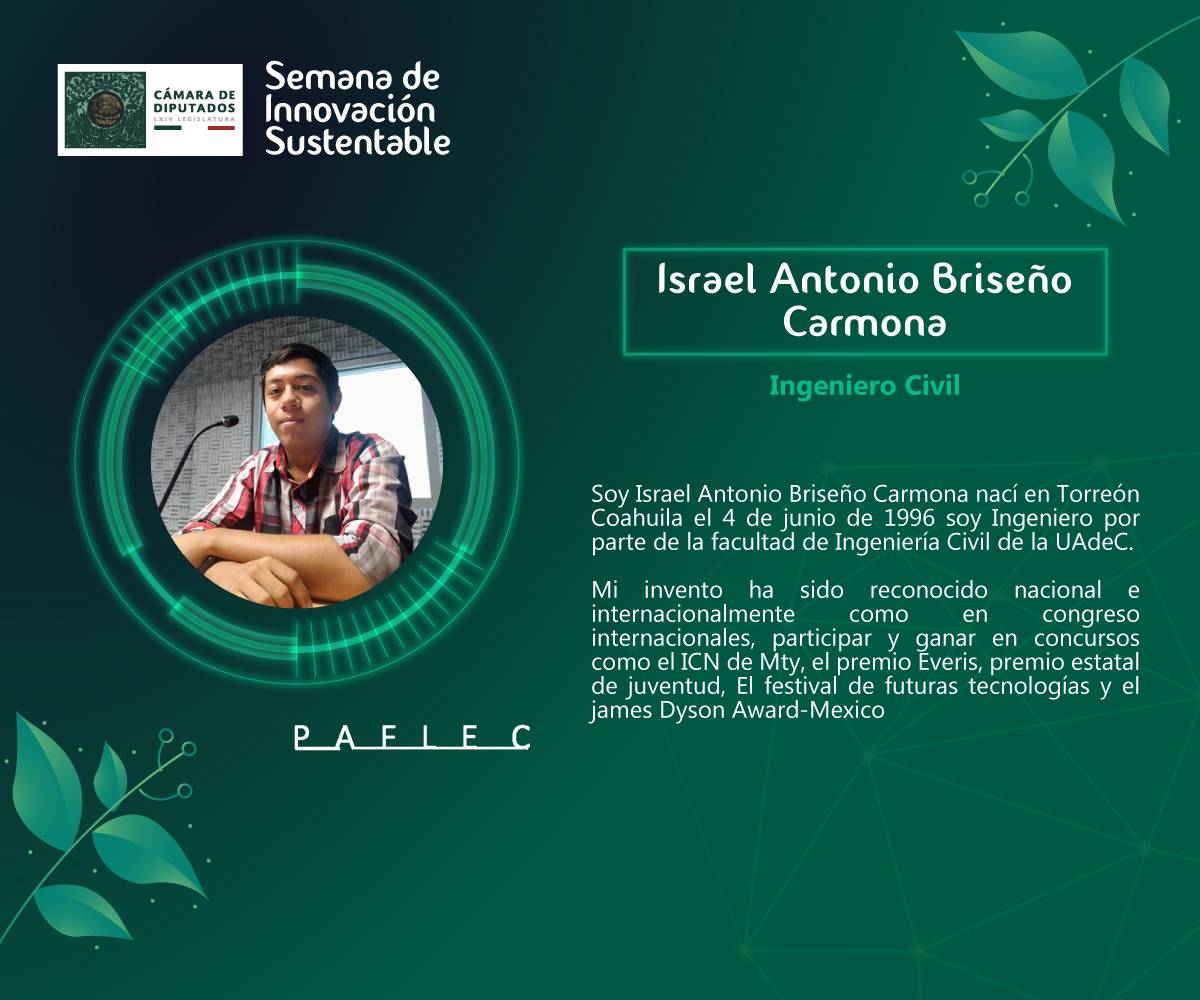 CÁMARA DE
DIPUTADOS
LXIV LEGISLATURA
Semana de
Innovación
Sustentable
Israel Antonio Briseño
Carmona
Ingeniero Civil
Soy Israel Antonio Briseño Carmona nací en Torreón
Coahuila el 4 de junio de 1996 soy Ingeniero por
parte de la facultad de Ingeniería Civil de la UAdeC.
Mi invento ha sido reconocido nacional e
internacionalmente como en congreso
internacionales, participar y ganar en concursos
como el ICN de Mty, el premio Everis, premio estatal
de juventud, El festival de futuras tecnologías y el
james Dyson Award-Mexico
PAFLEC